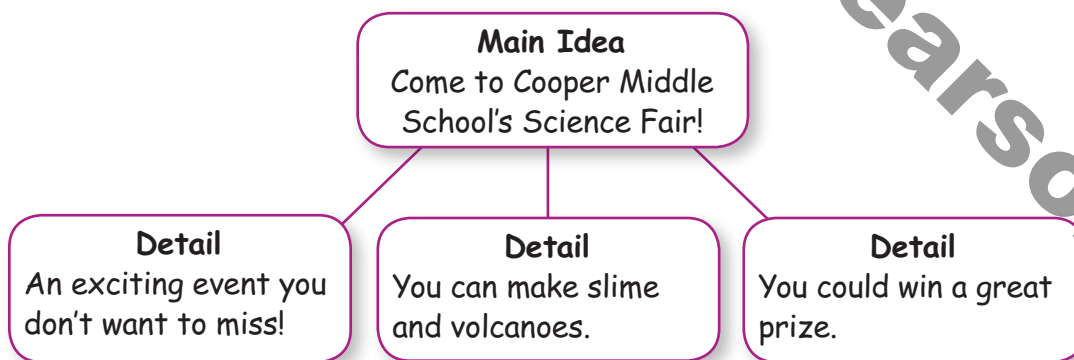 Main Idea
Come to Cooper Middle
School's Science Fair!
Detail
An exciting event you
don't want to miss!
Detail
You can make slime
and volcanoes.
Detail
You could win a great
prize.
earso